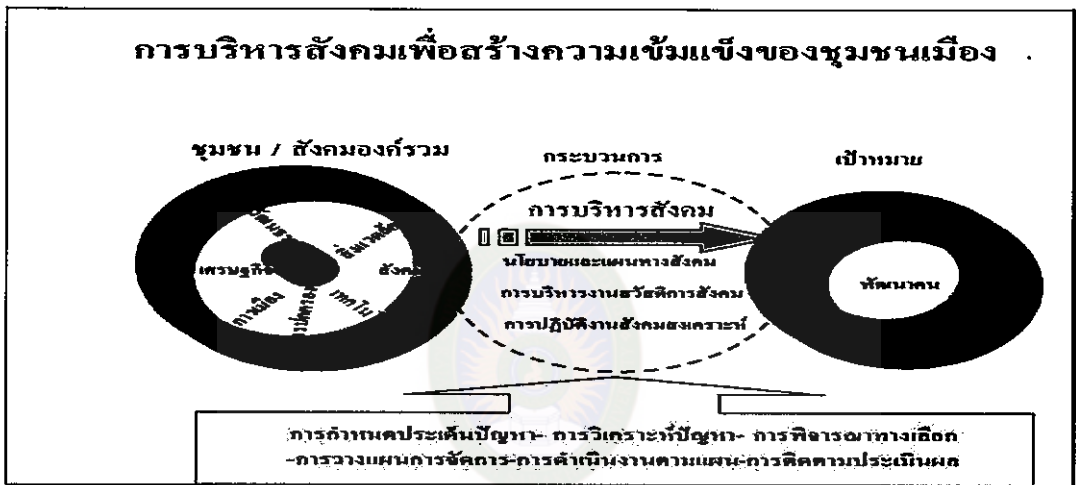 การบริหารสังคมเพื่อสร้างความเข้มแข็งของชุมชนเมือง
ชุมชน / สังคมองค์รวม
กระบวนการ
เป้าหมาย
การบริหารสังคม
สิ่งแวดล้อม
เศรษฐกิจ
สังคม
การเมือง
เทคโน
นโยบายและแผนทางสังคม
การบริหารงานสวัสดิการสังคม
การปฏิบัติงานสังคมสงเคราะห์
พัฒนาคน
การกำหนดประเด็นปัญหา- การวิเคราะห์ปัญหา- การพิจารณาทางเลือก
-การวางแผนการจัดการ-การดำเนินงานตามแผน-การติดตามประเมินผล